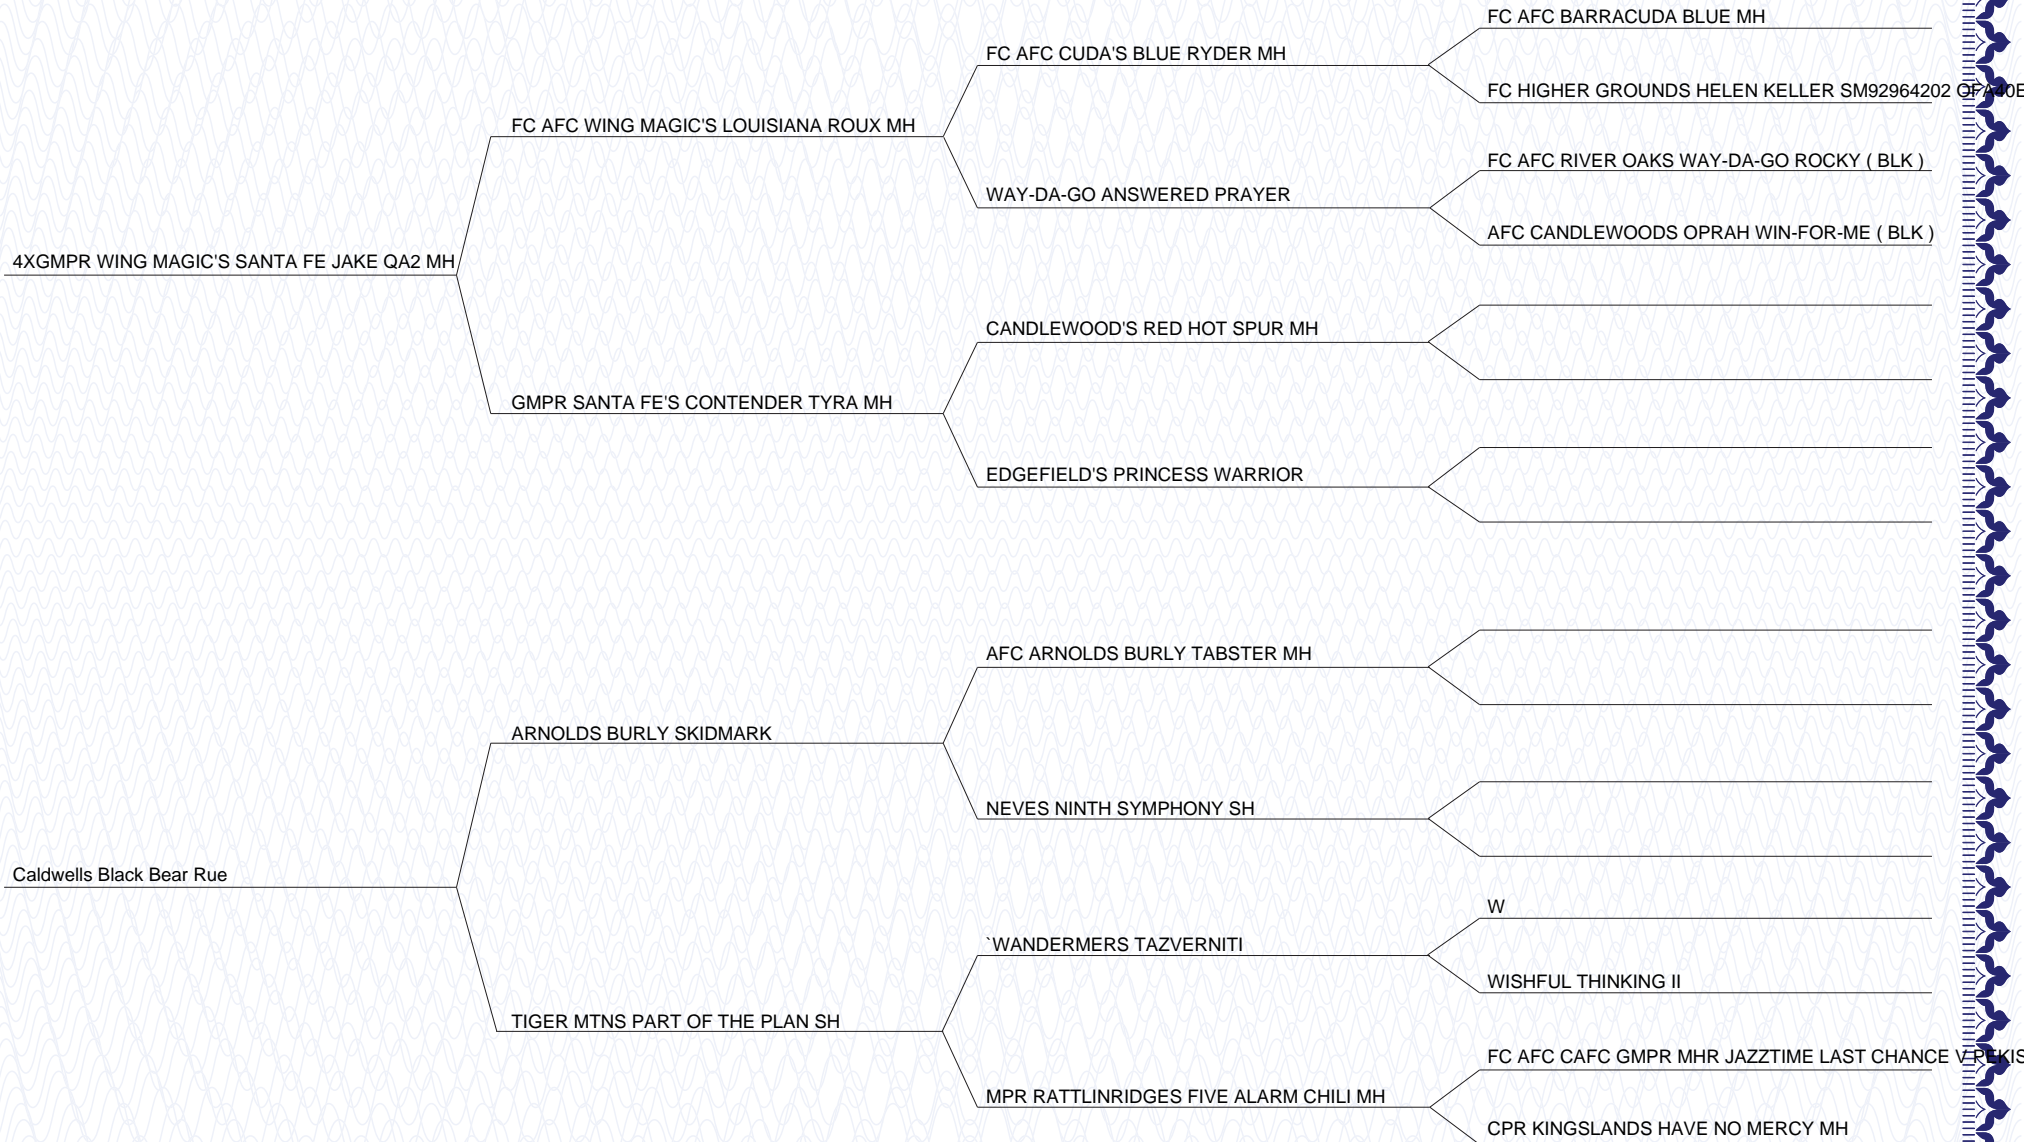 FC AFC BARRACUDA BLUE MH
FC AFC CUDA'S BLUE RYDER MH
FC HIGHER GROUNDS HELEN KELLER SM92964202 OFA40E
FC AFC WING MAGIC'S LOUISIANA ROUX MH
FC AFC RIVER OAKS WAY-DA-GO ROCKY ( BLK )
WAY-DA-GO ANSWERED PRAYER
AFC CANDLEWOODS OPRAH WIN-FOR-ME ( BLK )
4XGMPR WING MAGIC'S SANTA FE JAKE QA2 MH
CANDLEWOOD'S RED HOT SPUR MH
GMPR SANTA FE'S CONTENDER TYRA MH
EDGEFIELD'S PRINCESS WARRIOR
AFC ARNOLDS BURLY TABSTER MH
ARNOLDS BURLY SKIDMARK
NEVES NINTH SYMPHONY SH
Caldwells Black Bear Rue
W
`WANDERMERS TAZVERNITI
WISHFUL THINKING II
TIGER MTNS PART OF THE PLAN SH
FC AFC CAFC GMPR MHR JAZZTIME LAST CHANCE V PEKIS
MPR RATTLINRIDGES FIVE ALARM CHILI MH
CPR KINGSLANDS HAVE NO MERCY MH